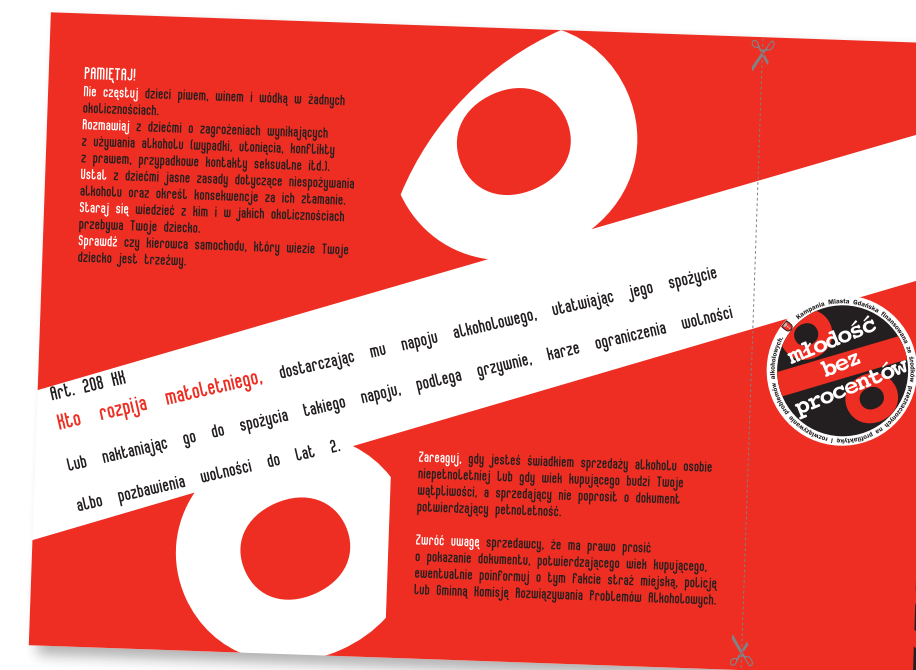 PAMIĘTAJ!
Nie częstuj dzieci piwem, winem i wódką w żadnych
okolicznościach.
Rozmawiaj z dziećmi o zagrożeniach wynikających
z używania alkoholu (wypadki, utonięcia, konflikty
z prawem, przypadkowe kontakty seksualne itd.).
Ustal z dziećmi jasne zasady dotyczące niespożywania
alkoholu oraz określ konsekwencje za ich złamanie.
Staraj się wiedzieć z kim i w jakich okolicznościach
przebywa Twoje dziecko.
Sprawdź czy kierowca samochodu, który wiezie Twoje
dziecko jest trzeźwy.
Art. 208 KK
Kto rozpija małoletniego, dostarczając mu napoju alkoholowego, ułatwiając jego spożycie
lub nakłaniając go do spożycia takiego napoju, podlega grzywnie, karze ograniczenia wolności
albo pozbawienia wolności do lat 2.
Kampania Miasta Gdańska finansowana ze środków przeznaczonych na profilaktykę i rozwiązywanie problemów alkoholowych.
młodość
bez
procentów
Zareaguj, gdy jesteś świadkiem sprzedaży alkoholu osobie
niepełnoletniej lub gdy wiek kupującego budzi Twoje
wątpliwości, a sprzedający nie poprosił o dokument
potwierdzający pełnoletność.
Zwróć uwagę sprzedawcy, że ma prawo prosić
o pokazanie dokumentu, potwierdzającego wiek kupującego,
ewentualnie poinformuj o tym fakcie straż miejską, policję
lub Gminną Komisję Rozwiązywania Problemów Alkoholowych.